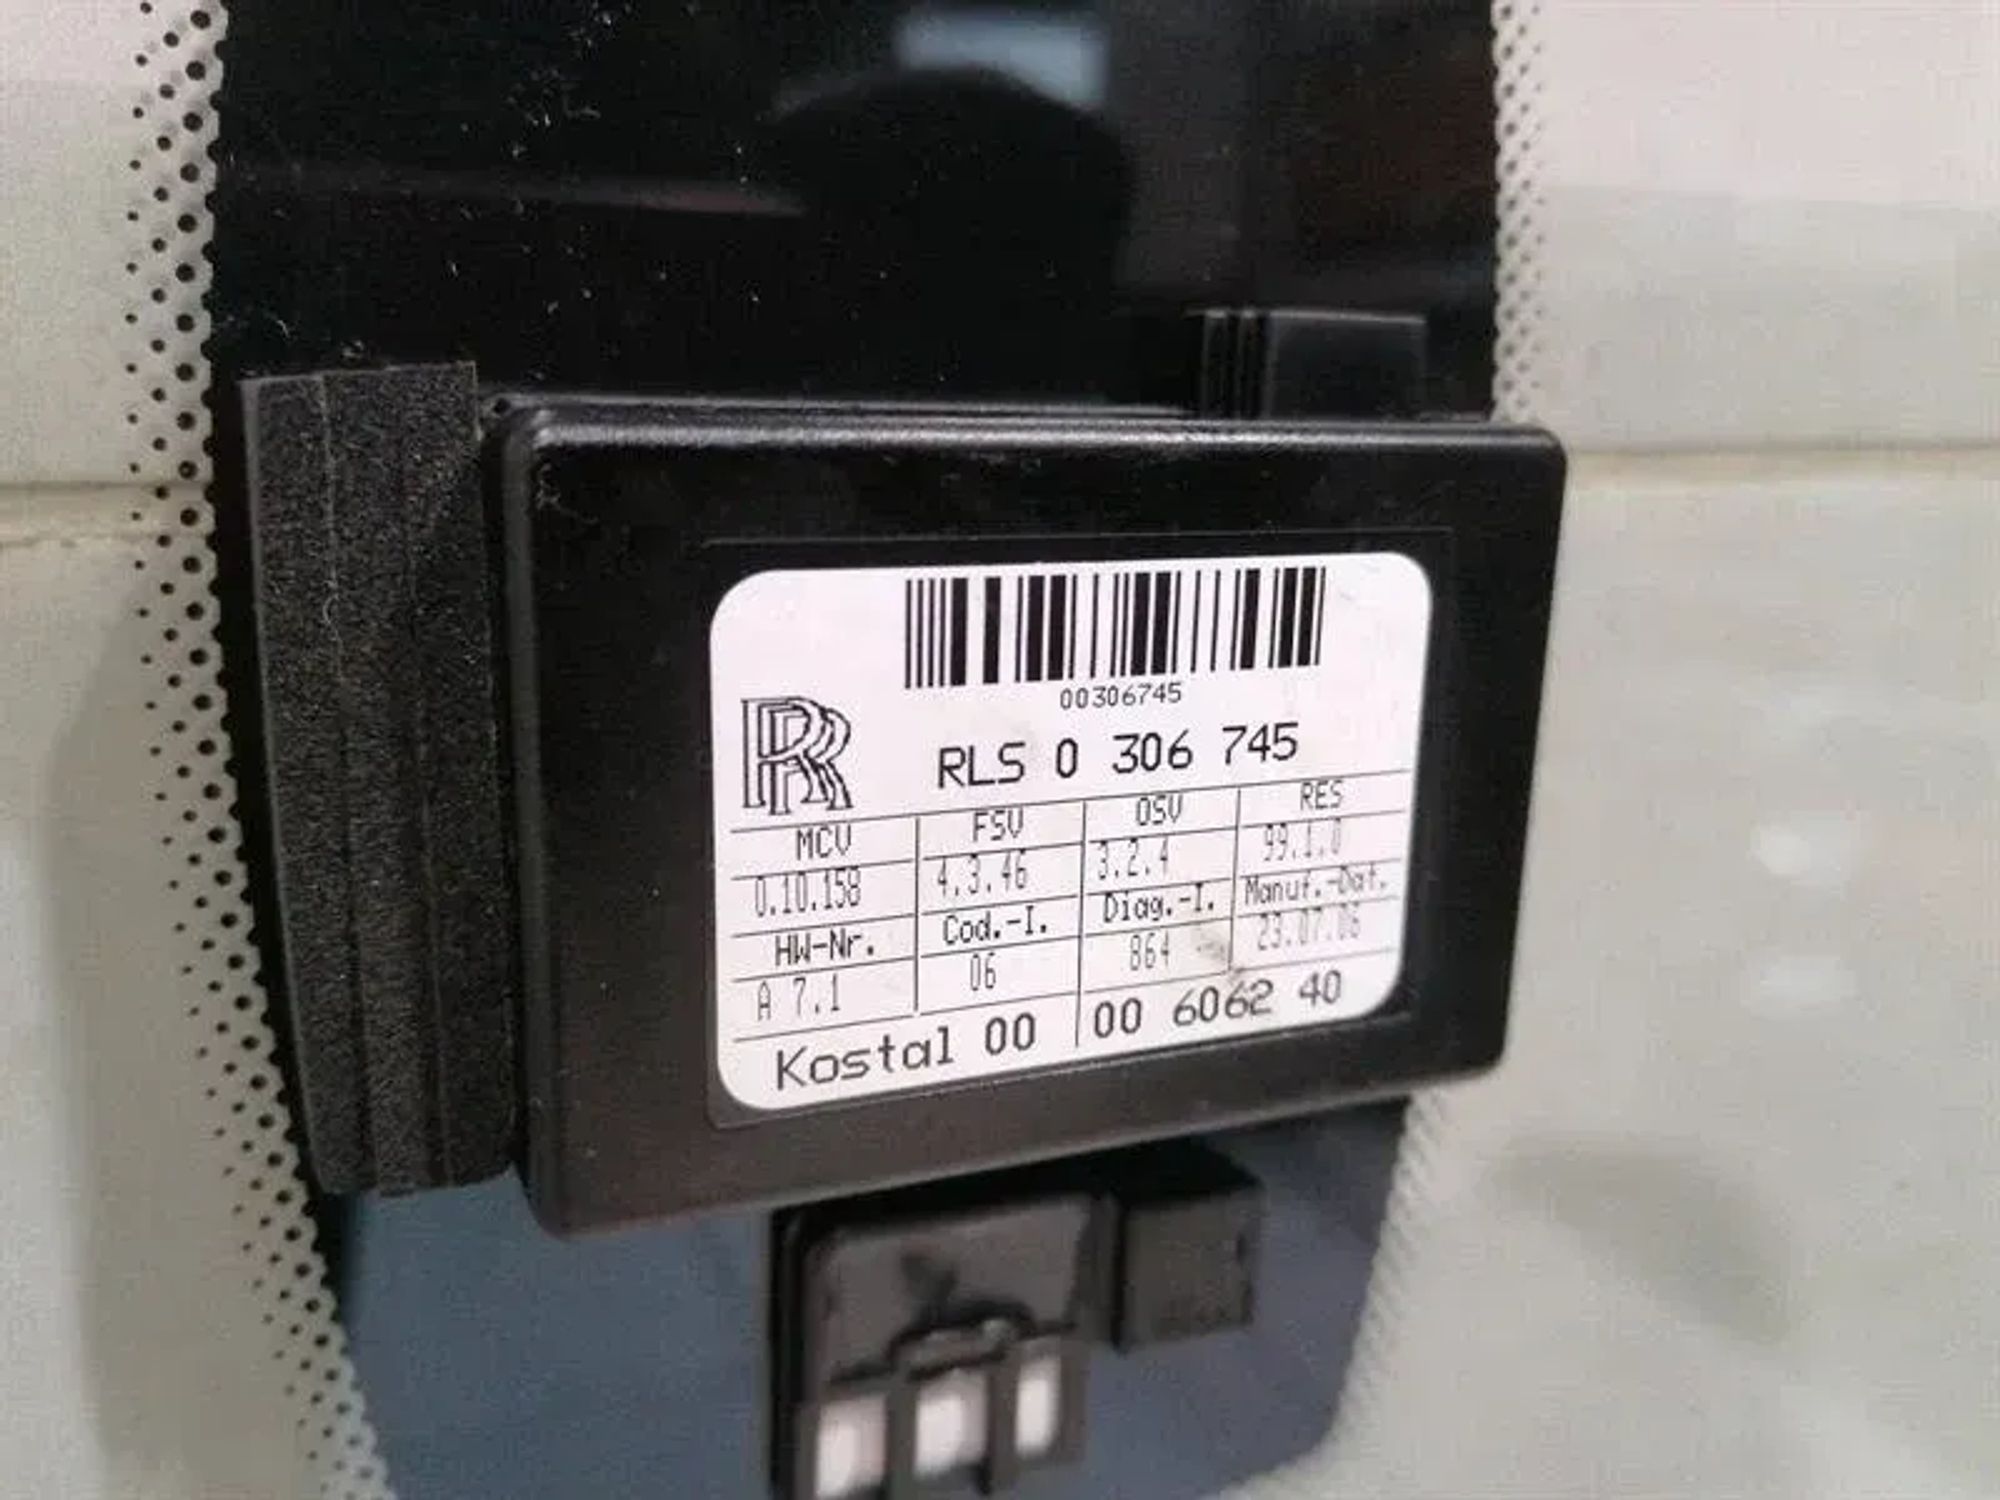 00306745
RR
RLS 0 306 745
MCV FSV OSV RES
0.10.158 4.3.46 3.2.4 99.1.0
HW-Nr. Cod.-I. Diag.-I. Manuf.-Dat.
A 7.1 06 864 23.07.06
Kostal 00 00 6062 40